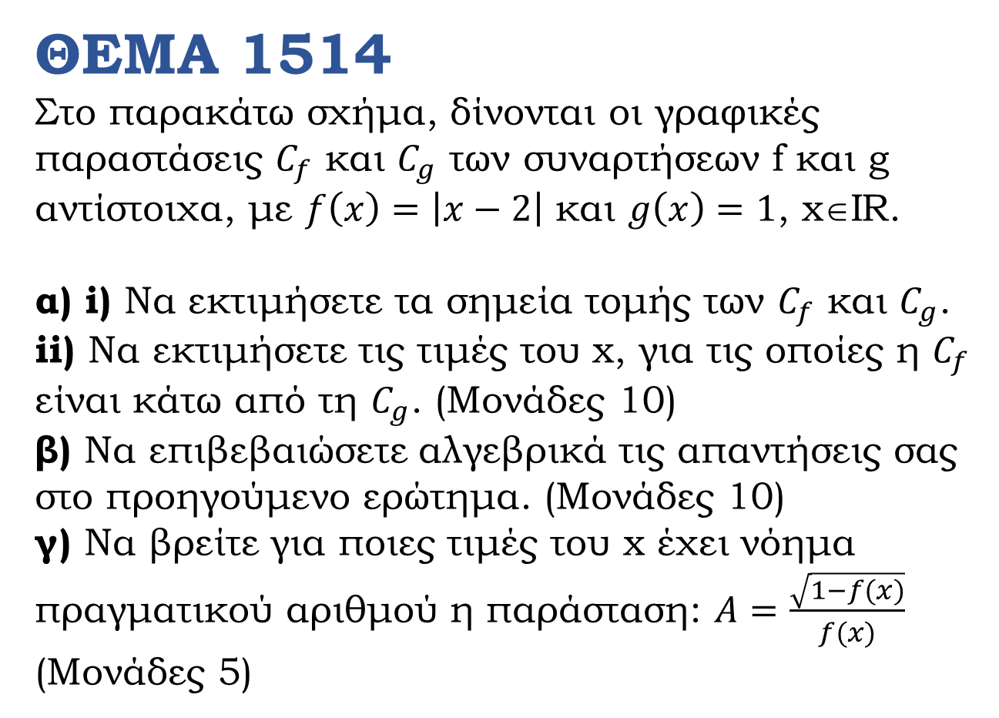 ΘΕΜΑ 1514
Στο παρακάτω σχήμα, δίνονται οι γραφικές
παραστάσεις $C_f$ και $C_g$ των συναρτήσεων f και g
αντίστοιχα, με $f(x) = |x - 2|$ και $g(x) = 1$, x∈IR.
α) i) Να εκτιμήσετε τα σημεία τομής των $C_f$ και $C_g$.
ii) Να εκτιμήσετε τις τιμές του x, για τις οποίες η $C_f$
είναι κάτω από τη $C_g$. (Μονάδες 10)
β) Να επιβεβαιώσετε αλγεβρικά τις απαντήσεις σας
στο προηγούμενο ερώτημα. (Μονάδες 10)
γ) Να βρείτε για ποιες τιμές του x έχει νόημα
πραγματικού αριθμού η παράσταση: $A = \frac{\sqrt{1-f(x)}}{f(x)}$
(Μονάδες 5)